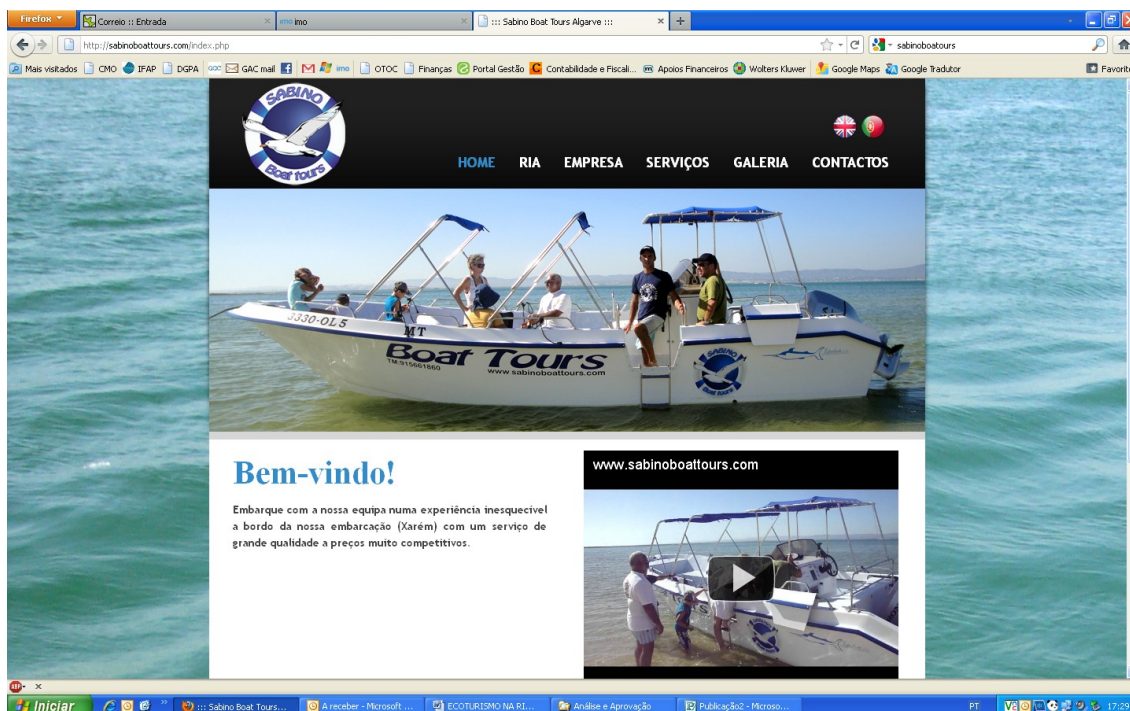 Firefox
Correio :: Entrada
imo imo
::: Sabino Boat Tours Algarve :::
http://sabinoboattours.com/index.php
sabinoboatours
Mais visitados CMO IFAP DGPA GAC mail imo OTOC Finanças Portal Gestão Contabilidade e Fiscali... Apoios Financeiros Wolters Kluwer Google Maps Google Tradutor Favorit
SABINO
Boat tours
HOME RIA EMPRESA SERVIÇOS GALERIA CONTACTOS
3330-OL5
MT
Boat Tours
TM.915661860
www.sabinoboattours.com
SABINO
Boat tours
Bem-vindo!
Embarque com a nossa equipa numa experiência inesquecível
a bordo da nossa embarcação (Xarém) com um serviço de
grande qualidade a preços muito competitivos.
www.sabinoboattours.com
Iniciar
::: Sabino Boat Tours...
A receber - Microsoft ...
ECOTURISMO NA RI...
Análise e Aprovação
Publicação2 - Microso...
PT
17:29